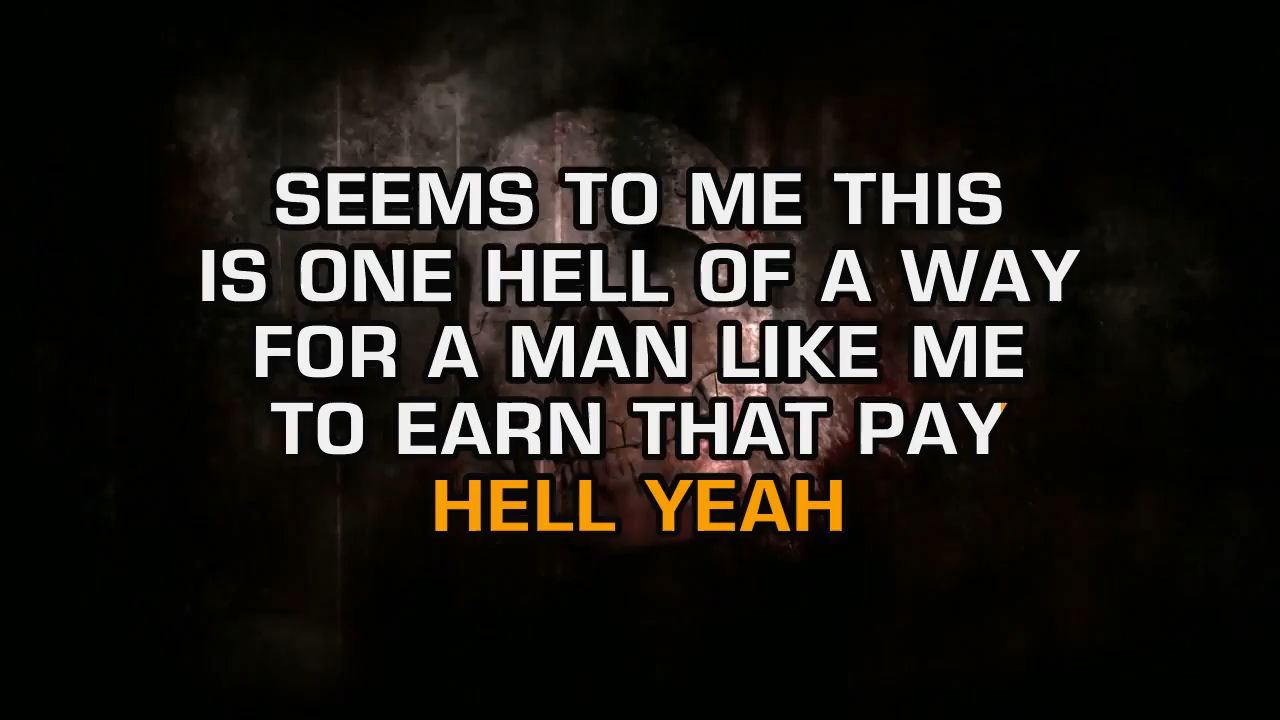 SEEMS TO ME THIS
IS ONE HELL OF A WAY
FOR A MAN LIKE ME
TO EARN THAT PAY
HELL YEAH